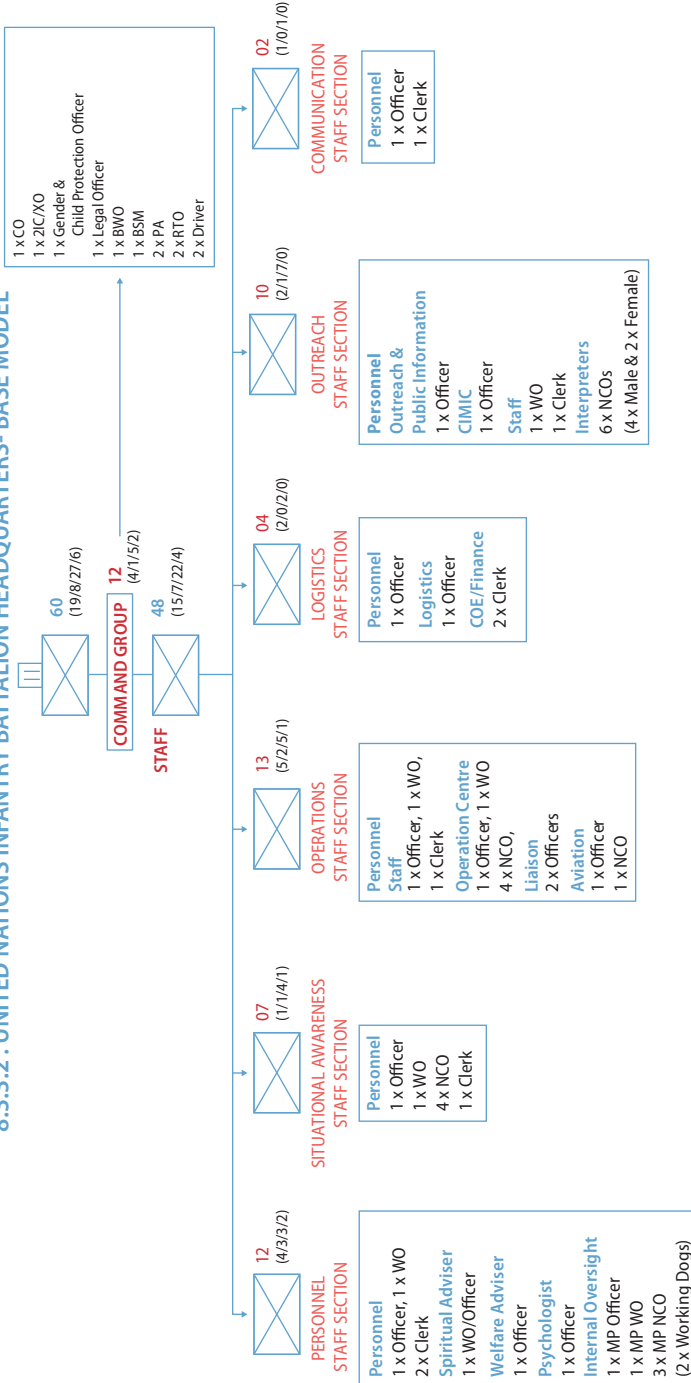 8.3.3.2 : UNITED NATIONS INFANTRY BATTALION HEADQUARTERS- BASE MODEL
60
(19/8/27/6)
COMMAND GROUP
12
(4/1/5/2)
1 x CO
1 x 2IC/XO
1 x Gender &
Child Protection Officer
1 x Legal Officer
1 x BWO
1 x BSM
2 x PA
2 x RTO
2 x Driver
STAFF
48
(15/7/22/4)
12
(4/3/3/2)
PERSONNEL
STAFF SECTION
Personnel
1 x Officer, 1 x WO
2 x Clerk
Spiritual Adviser
1 x WO/Officer
Welfare Adviser
1 x Officer
Psychologist
1 x Officer
Internal Oversight
1 x MP Officer
1 x MP WO
3 x MP NCO
(2 x Working Dogs)
07
(1/1/4/1)
SITUATIONAL AWARENESS
STAFF SECTION
Personnel
1 x Officer
1 x WO
4 x NCO
1 x Clerk
13
(5/2/5/1)
OPERATIONS
STAFF SECTION
Personnel
Staff
1 x Officer, 1 x WO,
1 x Clerk
Operation Centre
1 x Officer, 1 x WO
4 x NCO,
Liaison
2 x Officers
Aviation
1 x Officer
1 x NCO
04
(2/0/2/0)
LOGISTICS
STAFF SECTION
Personnel
1 x Officer
Logistics
1 x Officer
COE/Finance
2 x Clerk
10
(2/1/7/0)
OUTREACH
STAFF SECTION
Personnel
Outreach &
Public Information
1 x Officer
CIMIC
1 x Officer
Staff
1 x WO
1 x Clerk
Interpreters
6 x NCOs
(4 x Male & 2 x Female)
02
(1/0/1/0)
COMMUNICATION
STAFF SECTION
Personnel
1 x Officer
1 x Clerk